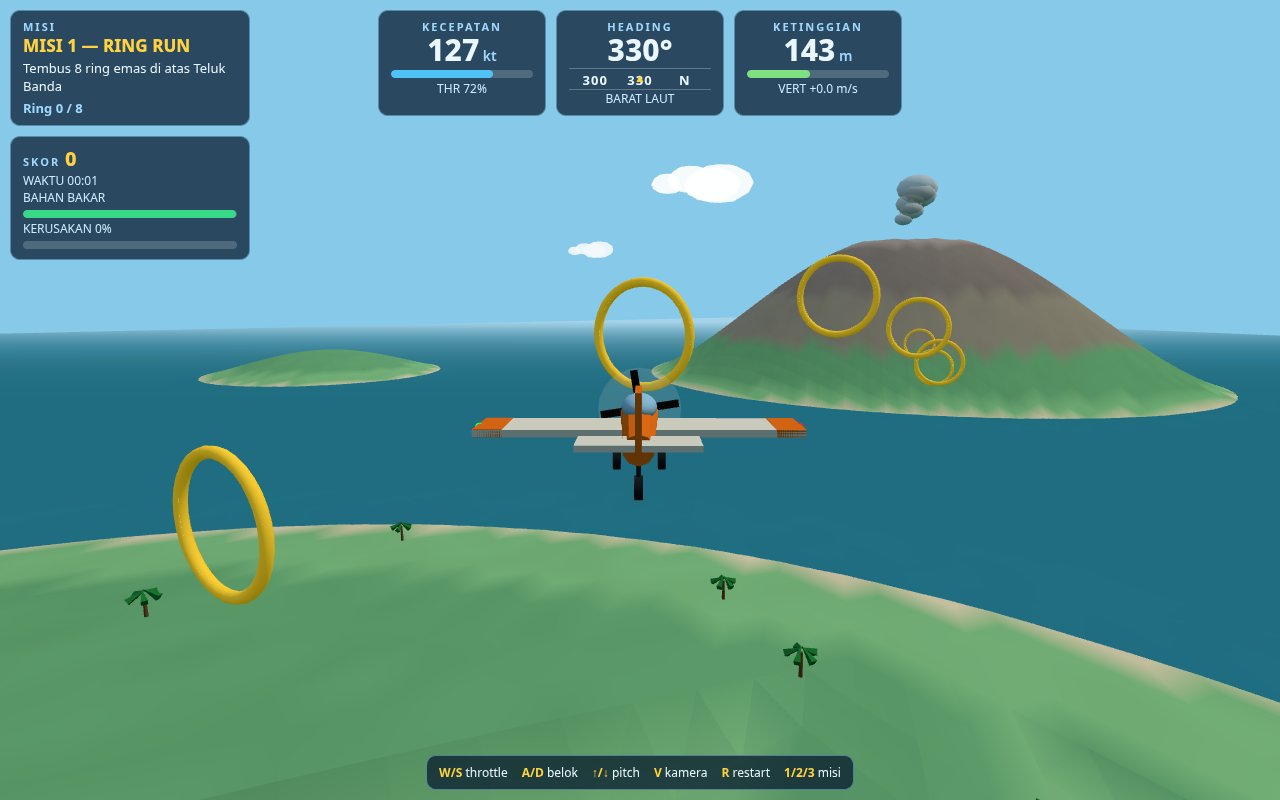 MISI
MISI 1 — RING RUN
Tembus 8 ring emas di atas Teluk
Banda
Ring 0 / 8
SKOR 0
WAKTU 00:01
BAHAN BAKAR
KERUSAKAN 0%
KECEPATAN
127 kt
THR 72%
HEADING
330°
300 330 N
BARAT LAUT
KETINGGIAN
143 m
VERT +0.0 m/s
W/S throttle A/D belok ↑/↓ pitch V kamera R restart 1/2/3 misi